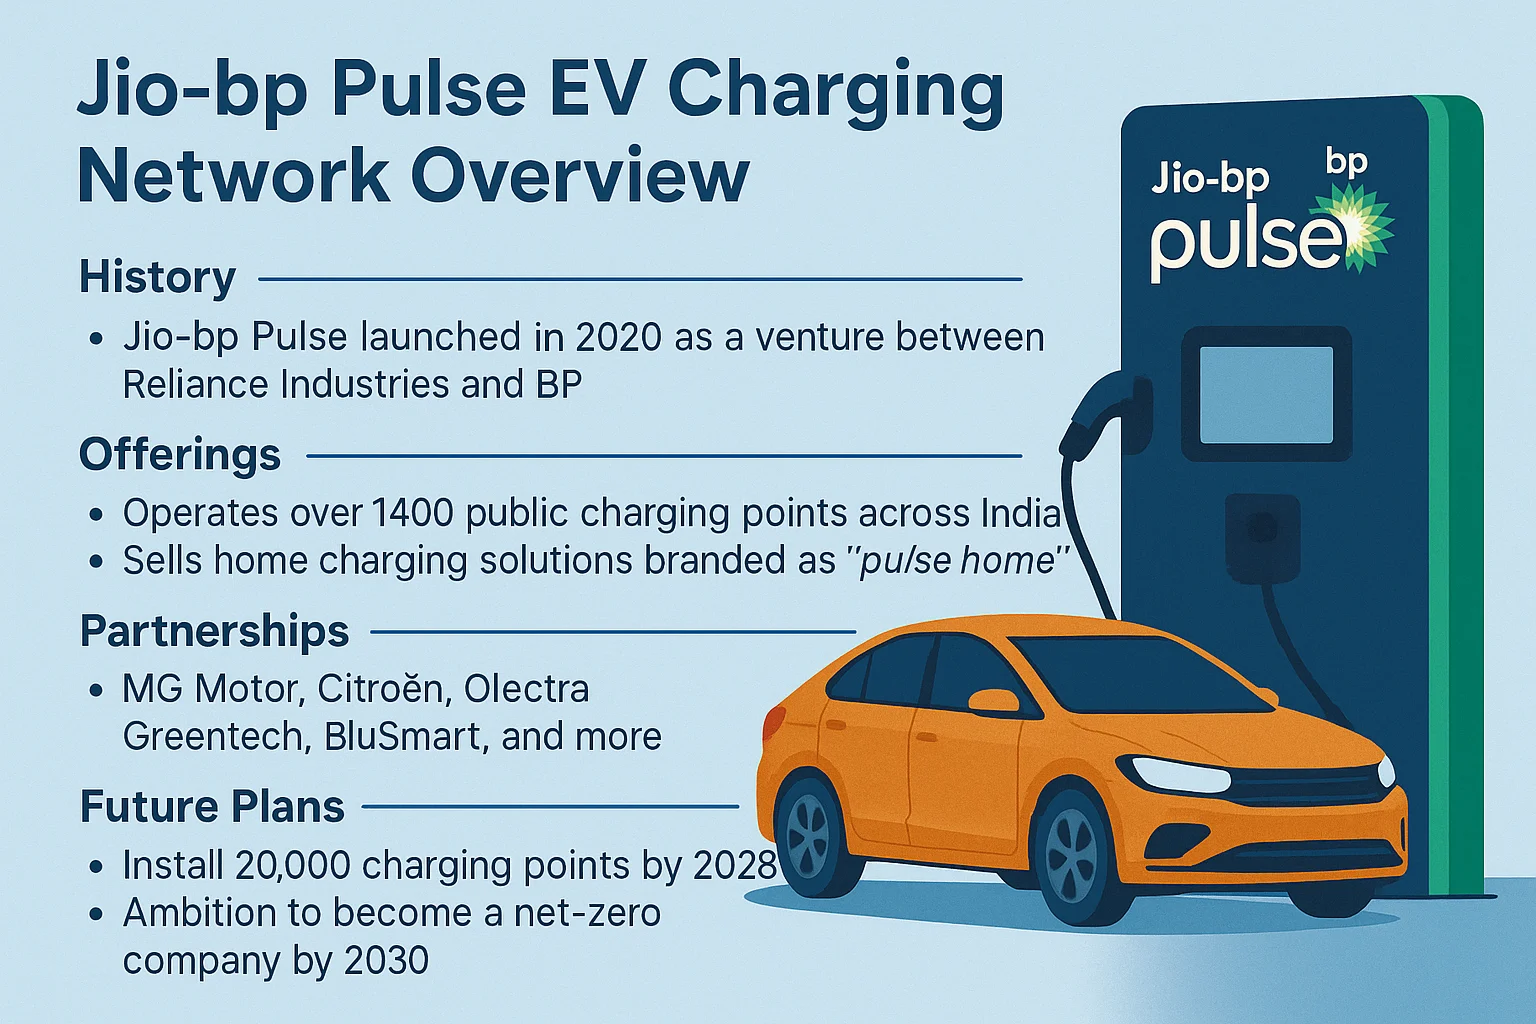 Jio-bp Pulse EV Charging
Network Overview
History
• Jio-bp Pulse launched in 2020 as a venture between
Reliance Industries and BP
Offerings
• Operates over 1400 public charging points across India
• Sells home charging solutions branded as "pulse home"
Partnerships
• MG Motor, Citroĕn, Olectra
Greentech, BluSmart, and more
Future Plans
• Install 20,000 charging points by 2028
• Ambition to become a net-zero
company by 2030
Jio-bp
bp
pulse